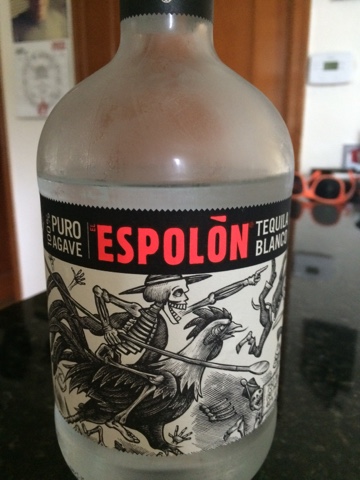 100%
PURO
AGAVE
EL
ESPOLÒN
TEQUILA
BLANCO